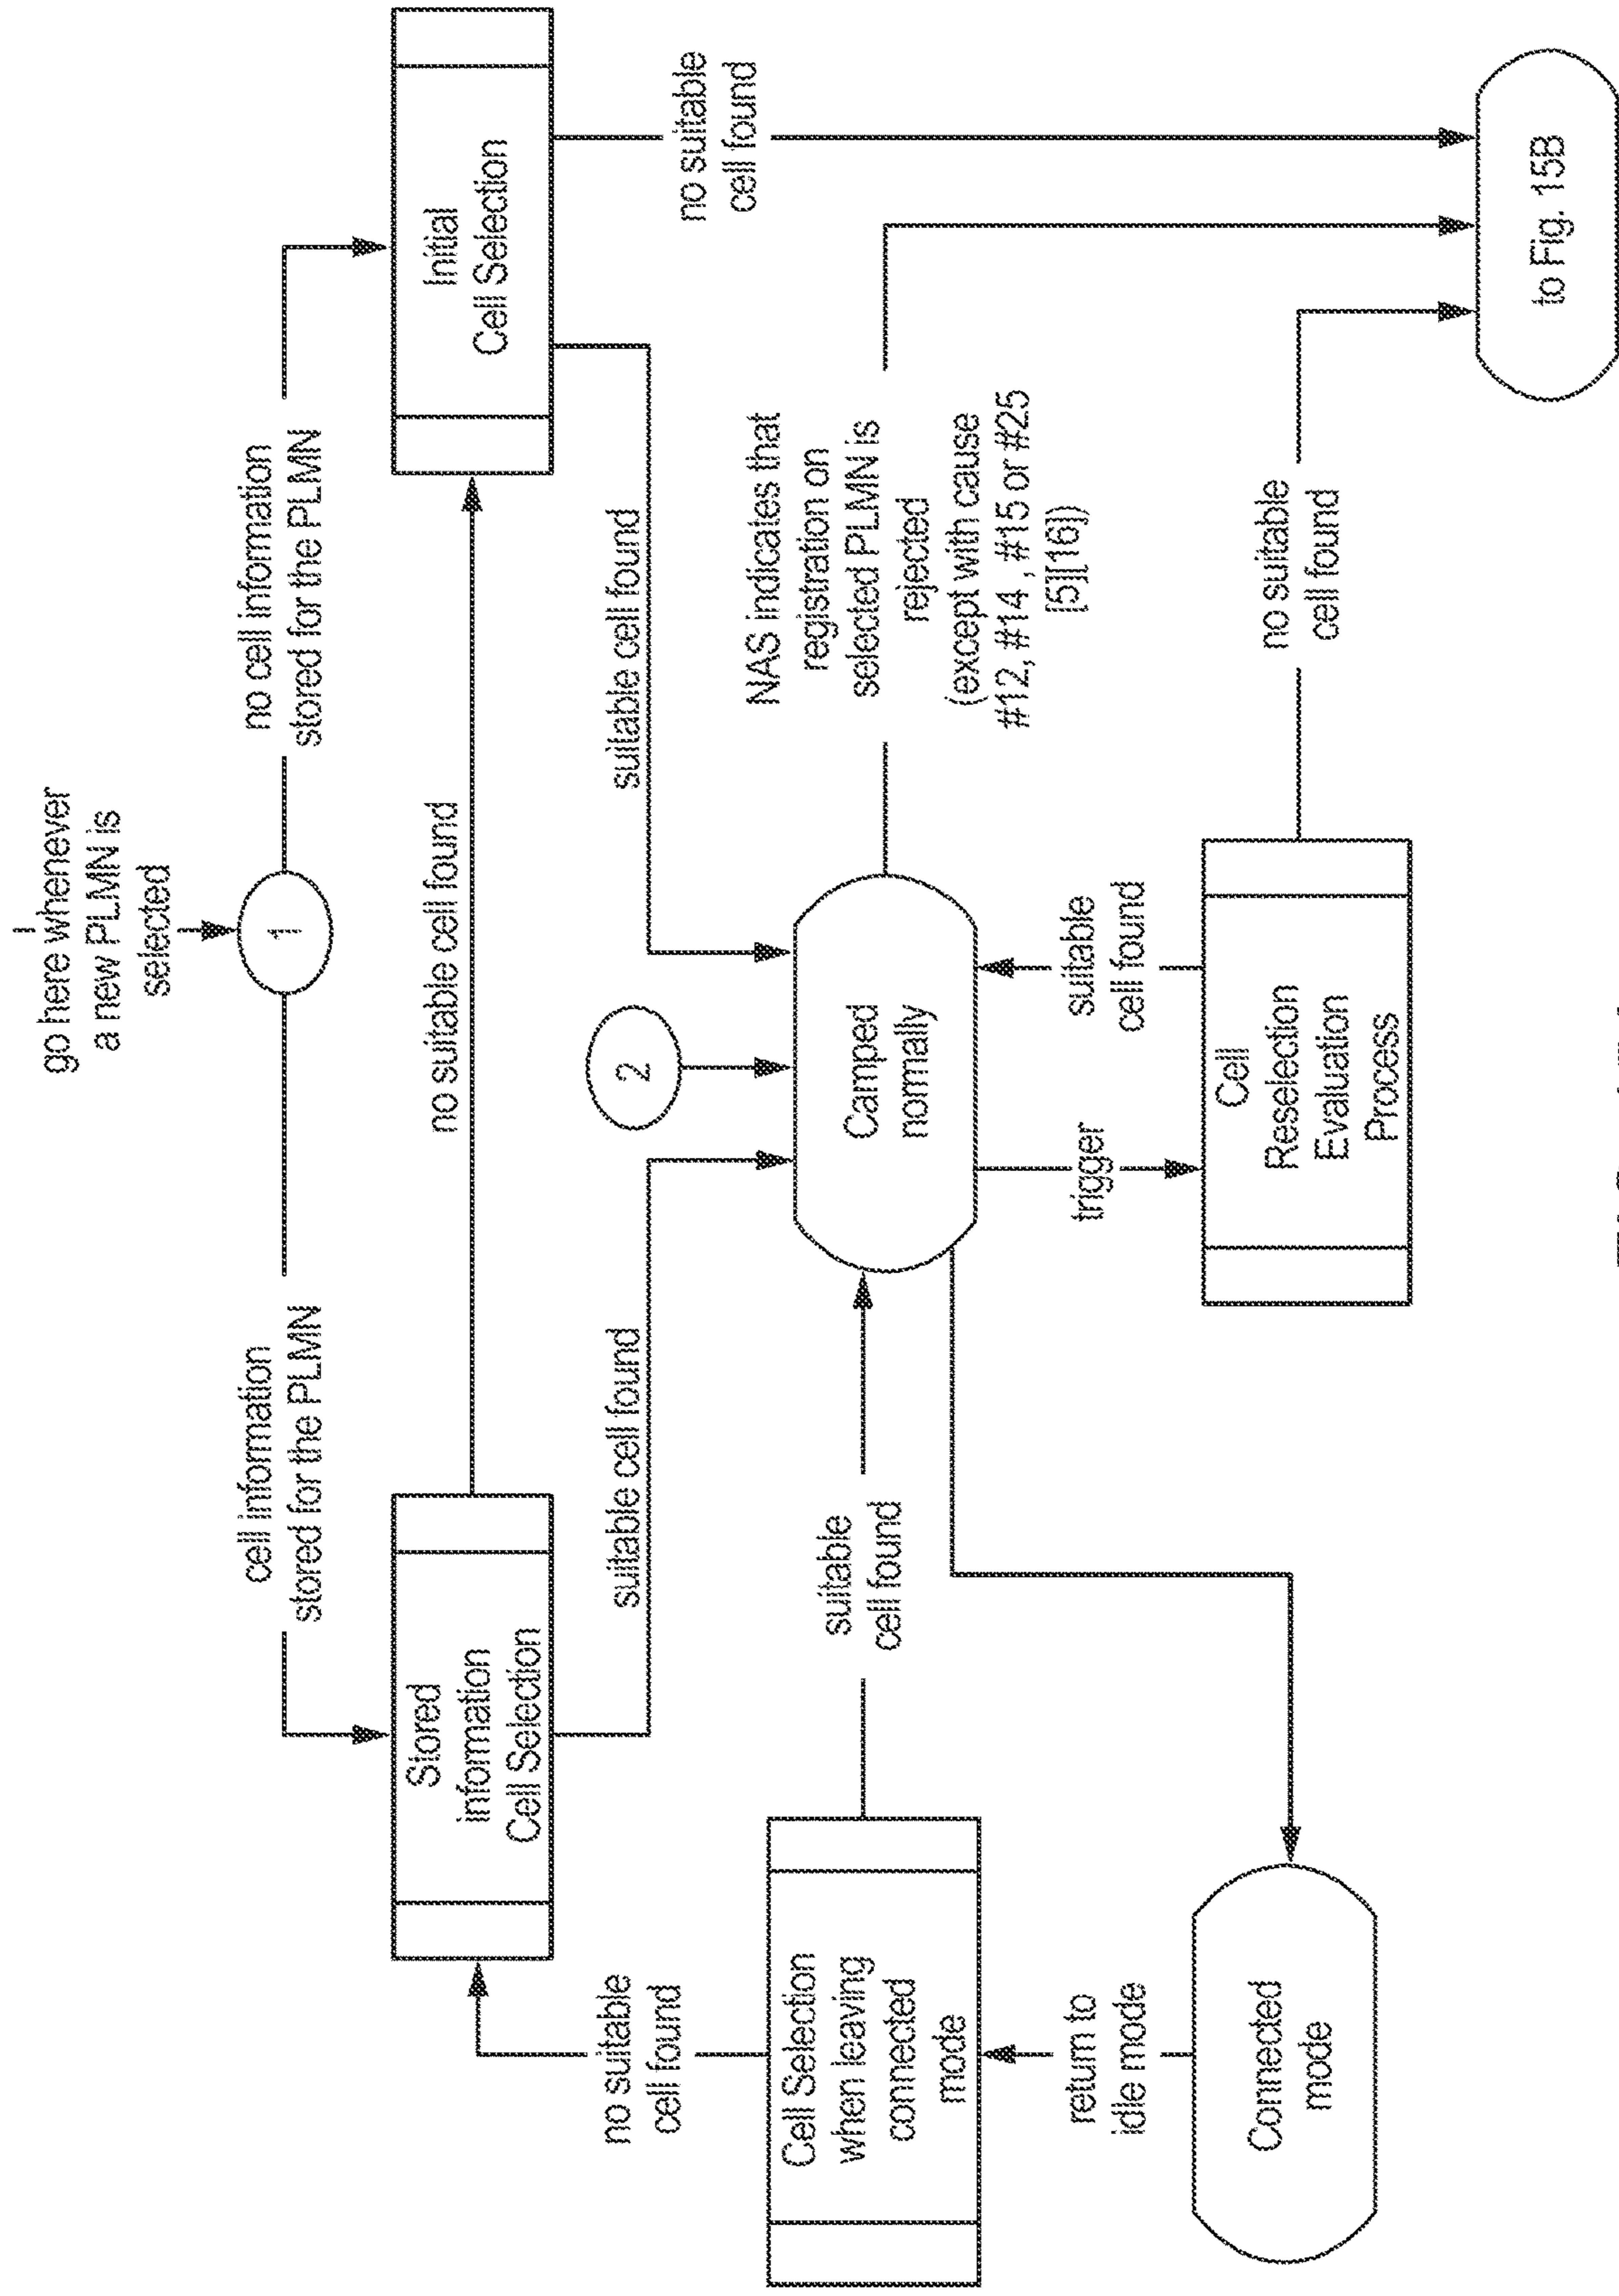 go here whenever
a new PLMN is
selected
1
cell information
stored for the PLMN
no cell information
stored for the PLMN
Stored
information
Cell Selection
no suitable cell found
Initial
Cell Selection
no suitable
cell found
suitable cell found
2
suitable cell found
no suitable
cell found
Cell Selection
when leaving
connected
mode
suitable
cell found
Camped
normally
NAS indicates that
registration on
selected PLMN is
rejected
(except with cause
#12, #14 , #15 or #25
[5][16])
return to
idle mode
trigger
suitable
cell found
Connected
mode
Cell
Reselection
Evaluation
Process
no suitable
cell found
to Fig. 15B